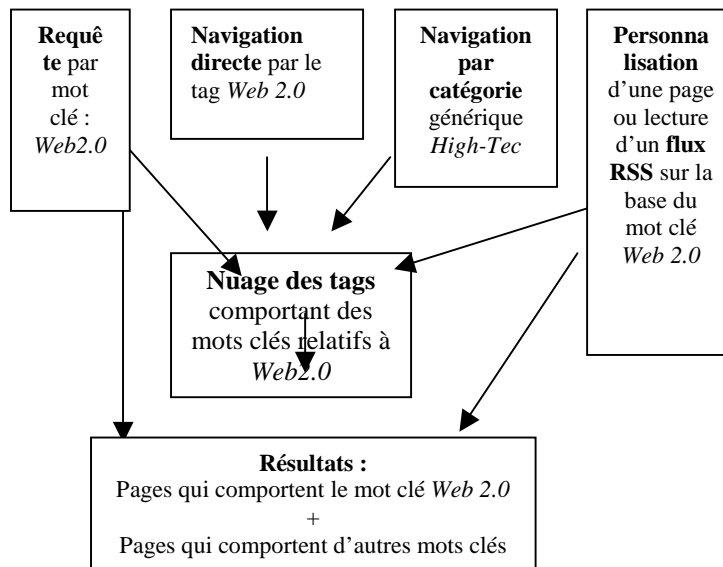 Requê
te par
mot
clé :
Web2.0
Navigation
directe par le
tag Web 2.0
Navigation
par
catégorie
générique
High-Tec
Personna
lisation
d'une page
ou lecture
d'un flux
RSS sur la
base du
mot clé
Web 2.0
Nuage des tags
comportant des
mots clés relatifs à
Web2.0
Résultats :
Pages qui comportent le mot clé Web 2.0
+
Pages qui comportent d'autres mots clés